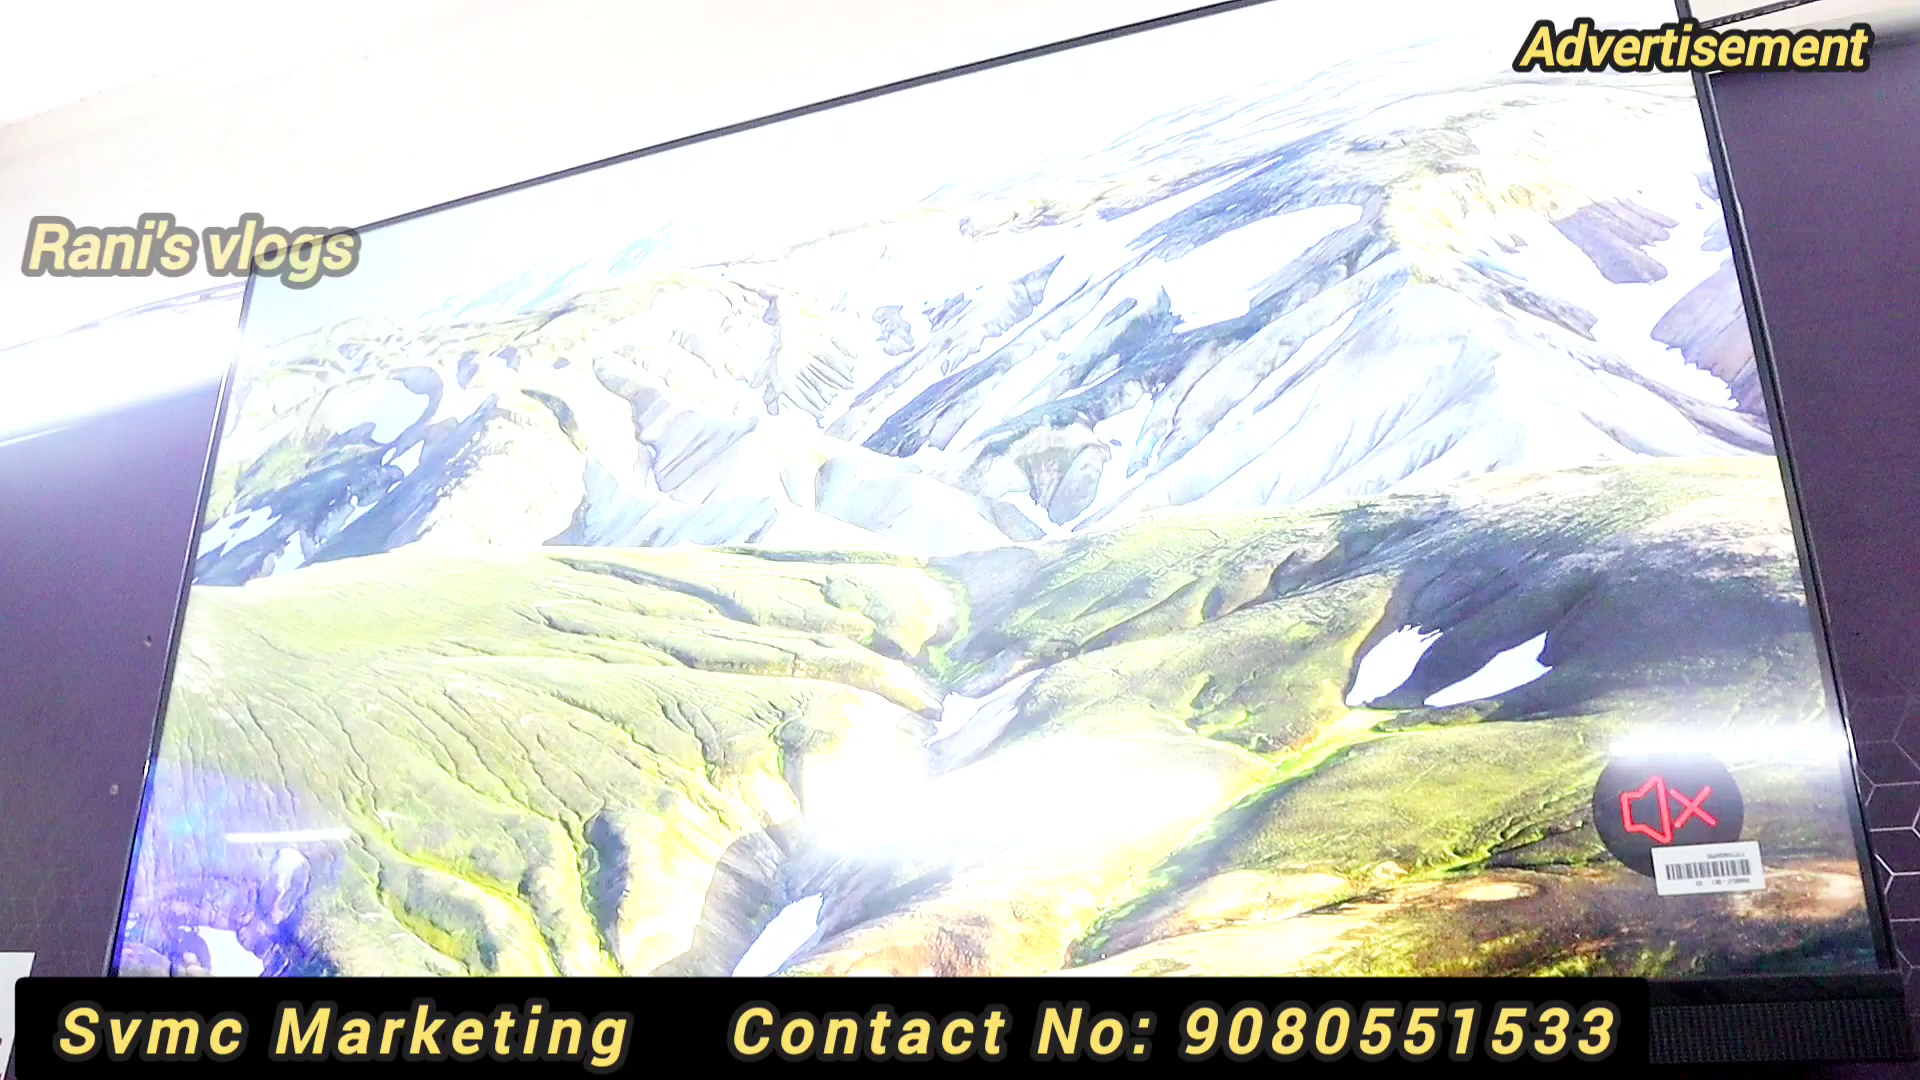 Advertisement
Rani's vlogs
Svmc Marketing Contact No: 9080551533